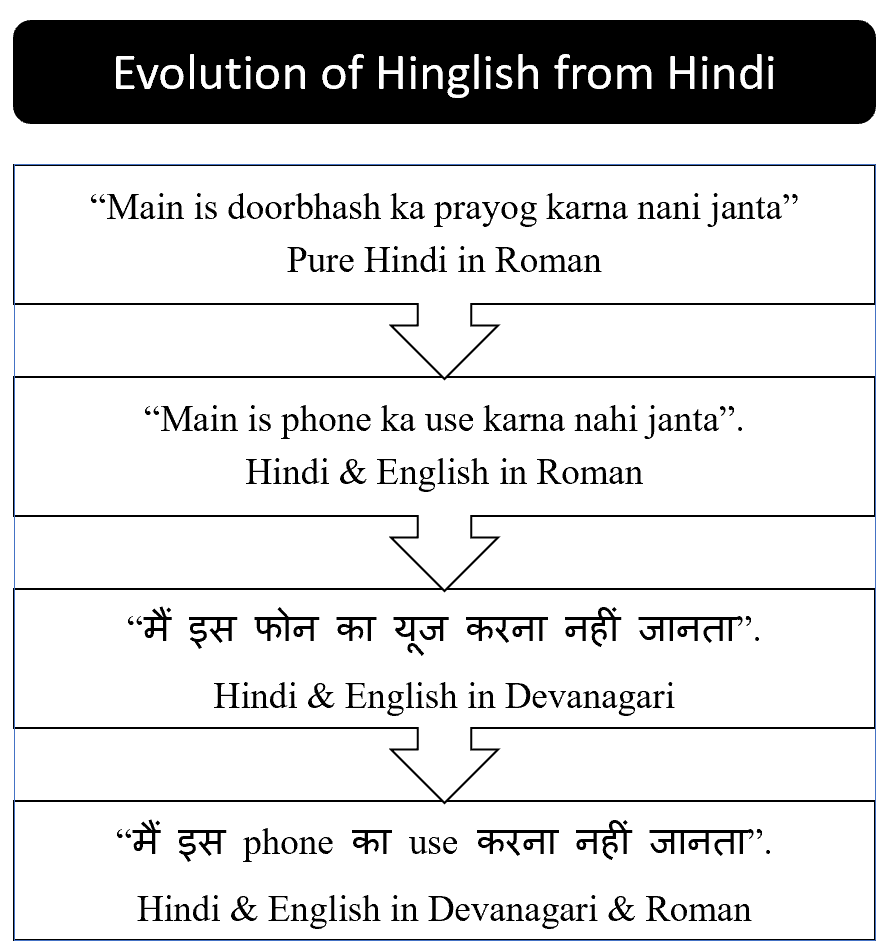 Evolution of Hinglish from Hindi
“Main is doorbhash ka prayog karna nani janta”
Pure Hindi in Roman
“Main is phone ka use karna nahi janta”.
Hindi & English in Roman
“मैं इस फोन का यूज करना नहीं जानता”.
Hindi & English in Devanagari
“मैं इस phone का use करना नहीं जानता”.
Hindi & English in Devanagari & Roman